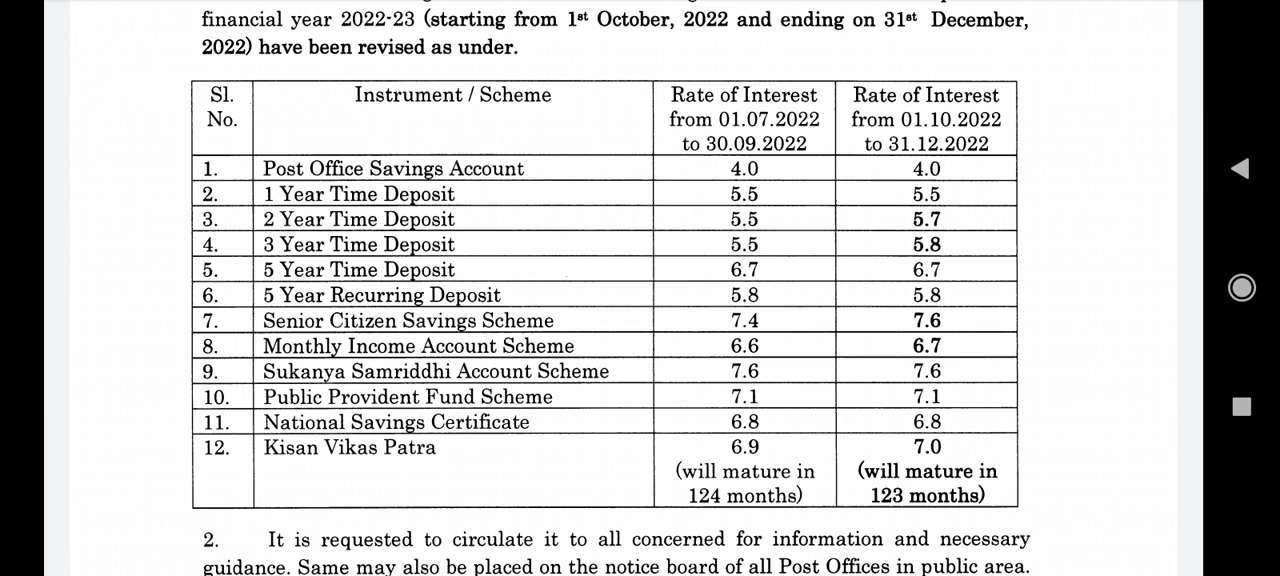 financial year 2022-23 (starting from 1st October, 2022 and ending on 31st December,
2022) have been revised as under.
Sl. No. Instrument / Scheme Rate of Interest from 01.07.2022 to 30.09.2022 Rate of Interest from 01.10.2022 to 31.12.2022
1. Post Office Savings Account 4.0 4.0
2. 1 Year Time Deposit 5.5 5.5
3. 2 Year Time Deposit 5.5 5.7
4. 3 Year Time Deposit 5.5 5.8
5. 5 Year Time Deposit 6.7 6.7
6. 5 Year Recurring Deposit 5.8 5.8
7. Senior Citizen Savings Scheme 7.4 7.6
8. Monthly Income Account Scheme 6.6 6.7
9. Sukanya Samriddhi Account Scheme 7.6 7.6
10. Public Provident Fund Scheme 7.1 7.1
11. National Savings Certificate 6.8 6.8
12. Kisan Vikas Patra 6.9 (will mature in 124 months) 7.0 (will mature in 123 months)
2. It is requested to circulate it to all concerned for information and necessary
guidance. Same may also be placed on the notice board of all Post Offices in public area.